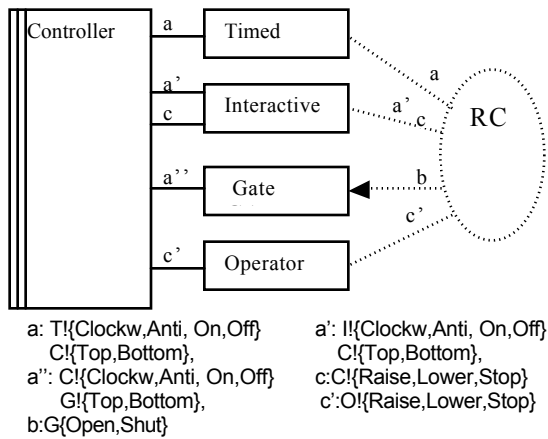 Controller
a
Timed
a
a'
Interactive
a'
c
c
RC
a''
Gate
b
c'
c'
Operator
a: T!{Clockw,Anti, On,Off}
C!{Top,Bottom},
a'': C!{Clockw,Anti, On,Off}
G!{Top,Bottom},
b:G{Open,Shut}
a': I!{Clockw,Anti, On,Off}
C!{Top,Bottom},
c:C!{Raise,Lower,Stop}
c':O!{Raise,Lower,Stop}